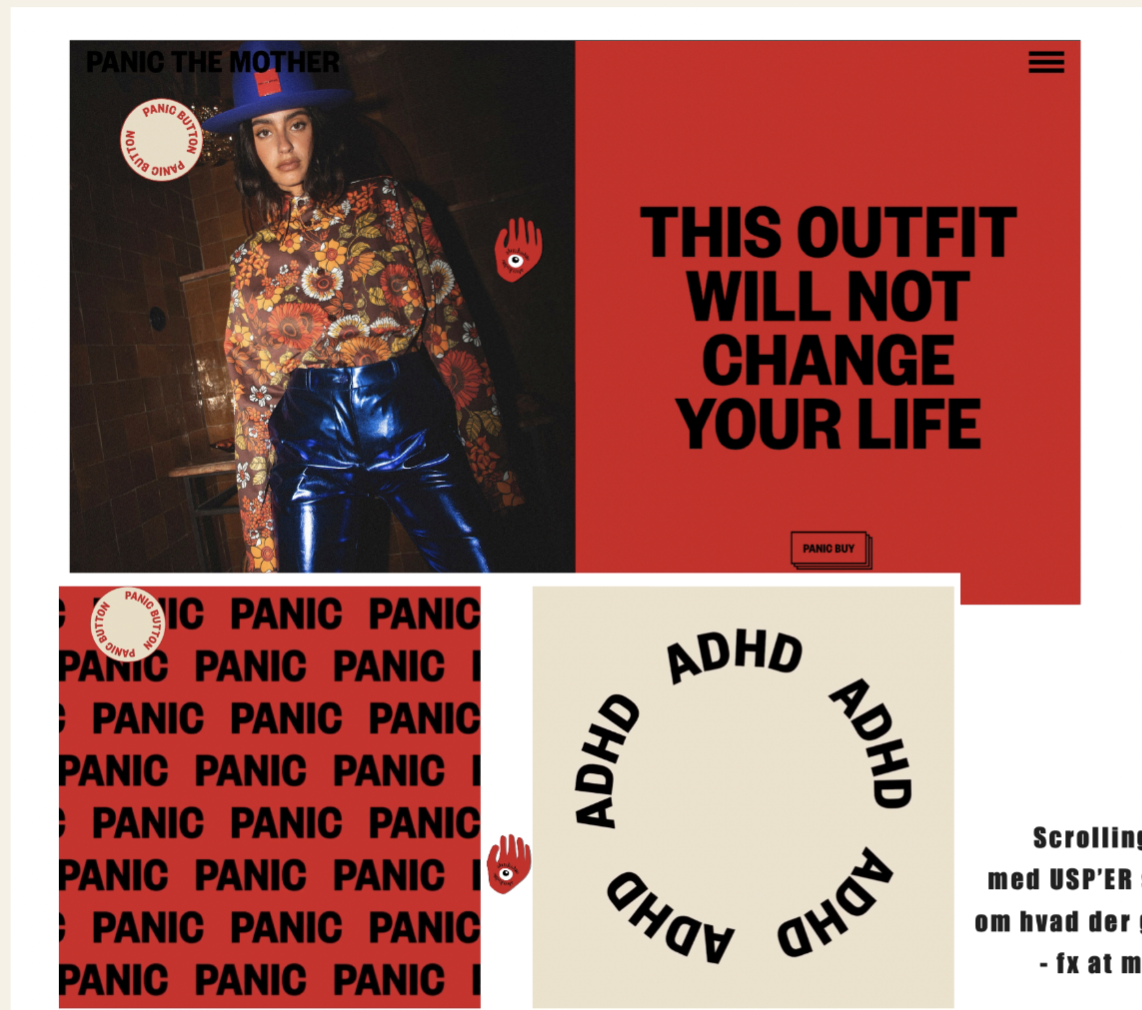 PANIC THE MOTHER
PANIC BUTTON PANIC BUTTON
THIS OUTFIT
WILL NOT
CHANGE
YOUR LIFE
PANIC BUY
PANIC BUTTON PANIC BUTTON
PANIC PANIC
PANIC PANIC PANIC
PANIC PANIC PANIC
PANIC PANIC PANIC
PANIC PANIC PANIC
PANIC PANIC PANIC
PANIC PANIC PANIC
PANIC PANIC PANIC
ADHD ADHD ADHD ADHD ADHD
Scrolling
med USP'ER
om hvad der
- fx at